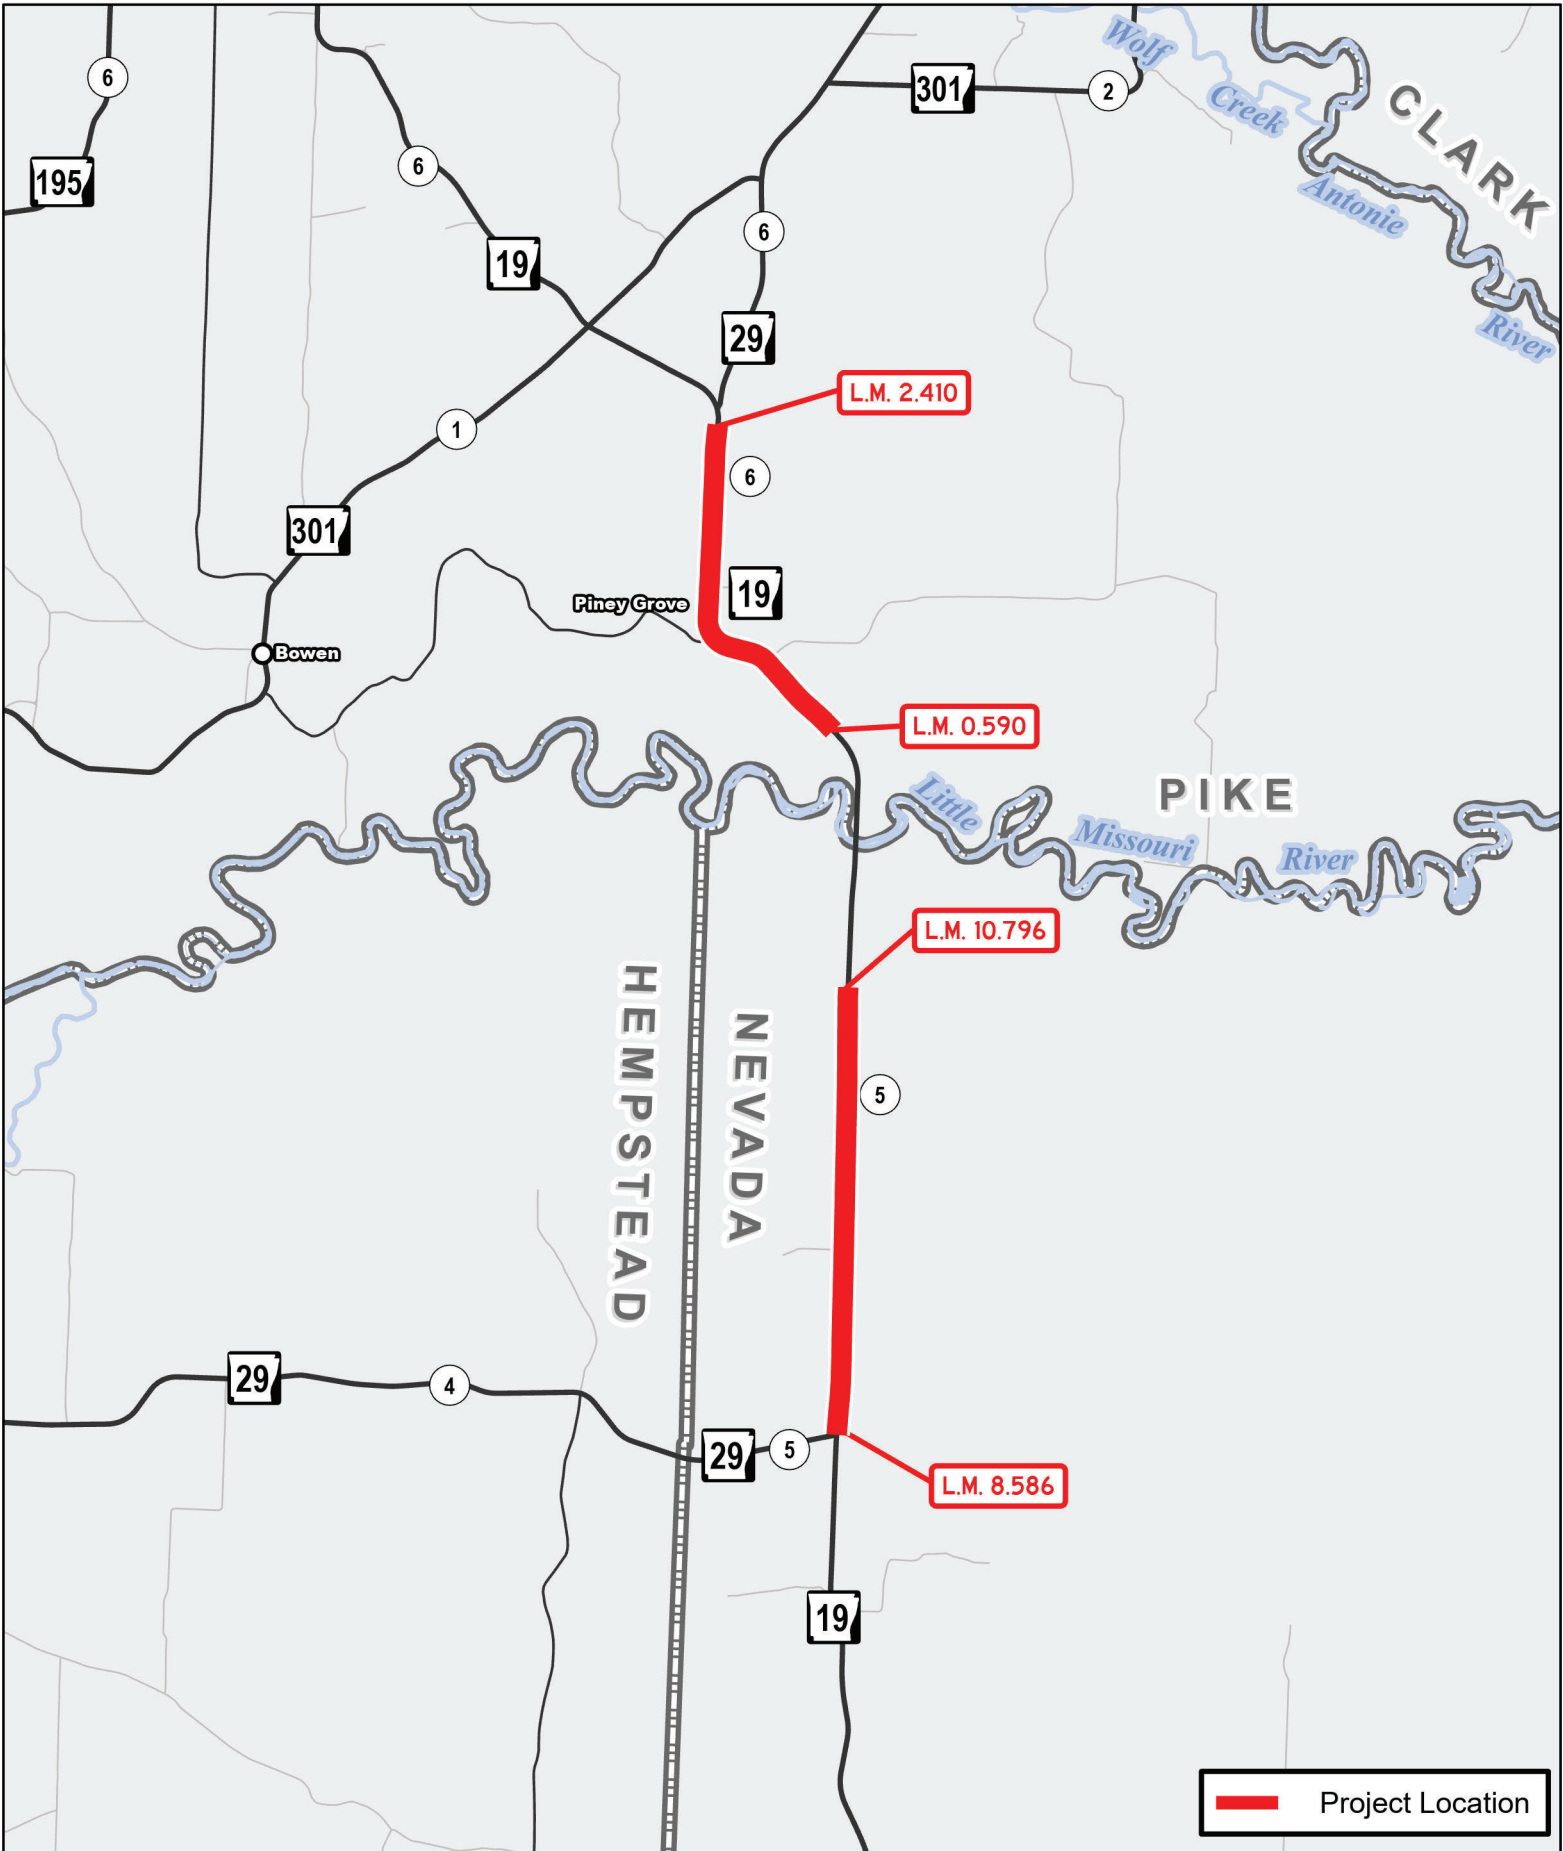 6
301
2
Wolf
Creek
CLARK
195
6
Antonie
River
19
6
29
L.M. 2.410
1
6
301
19
Piney Grove
Bowen
L.M. 0.590
PIKE
Little
Missouri
River
L.M. 10.796
HEMPSTEAD
NEVADA
5
29
4
29
5
L.M. 8.586
19
Project Location